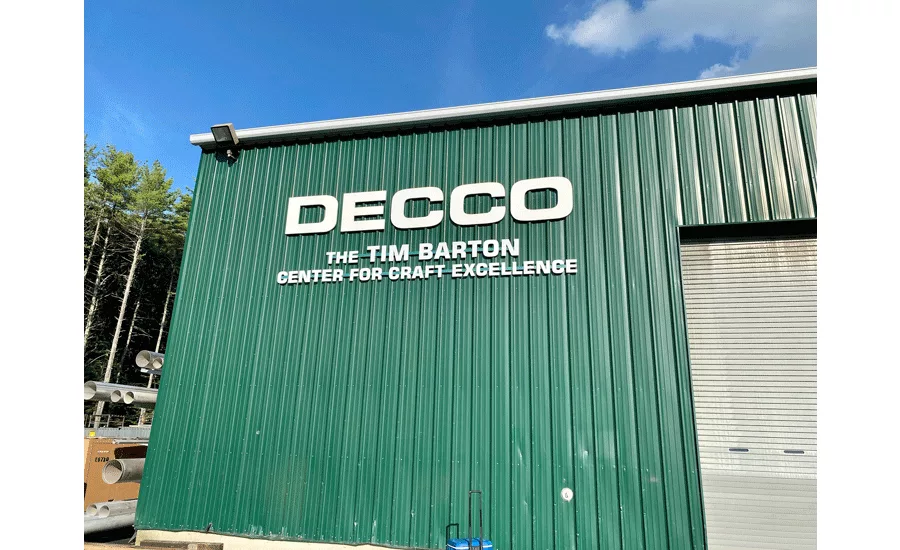 DECCO
THE TIM BARTON
CENTER FOR CRAFT EXCELLENCE